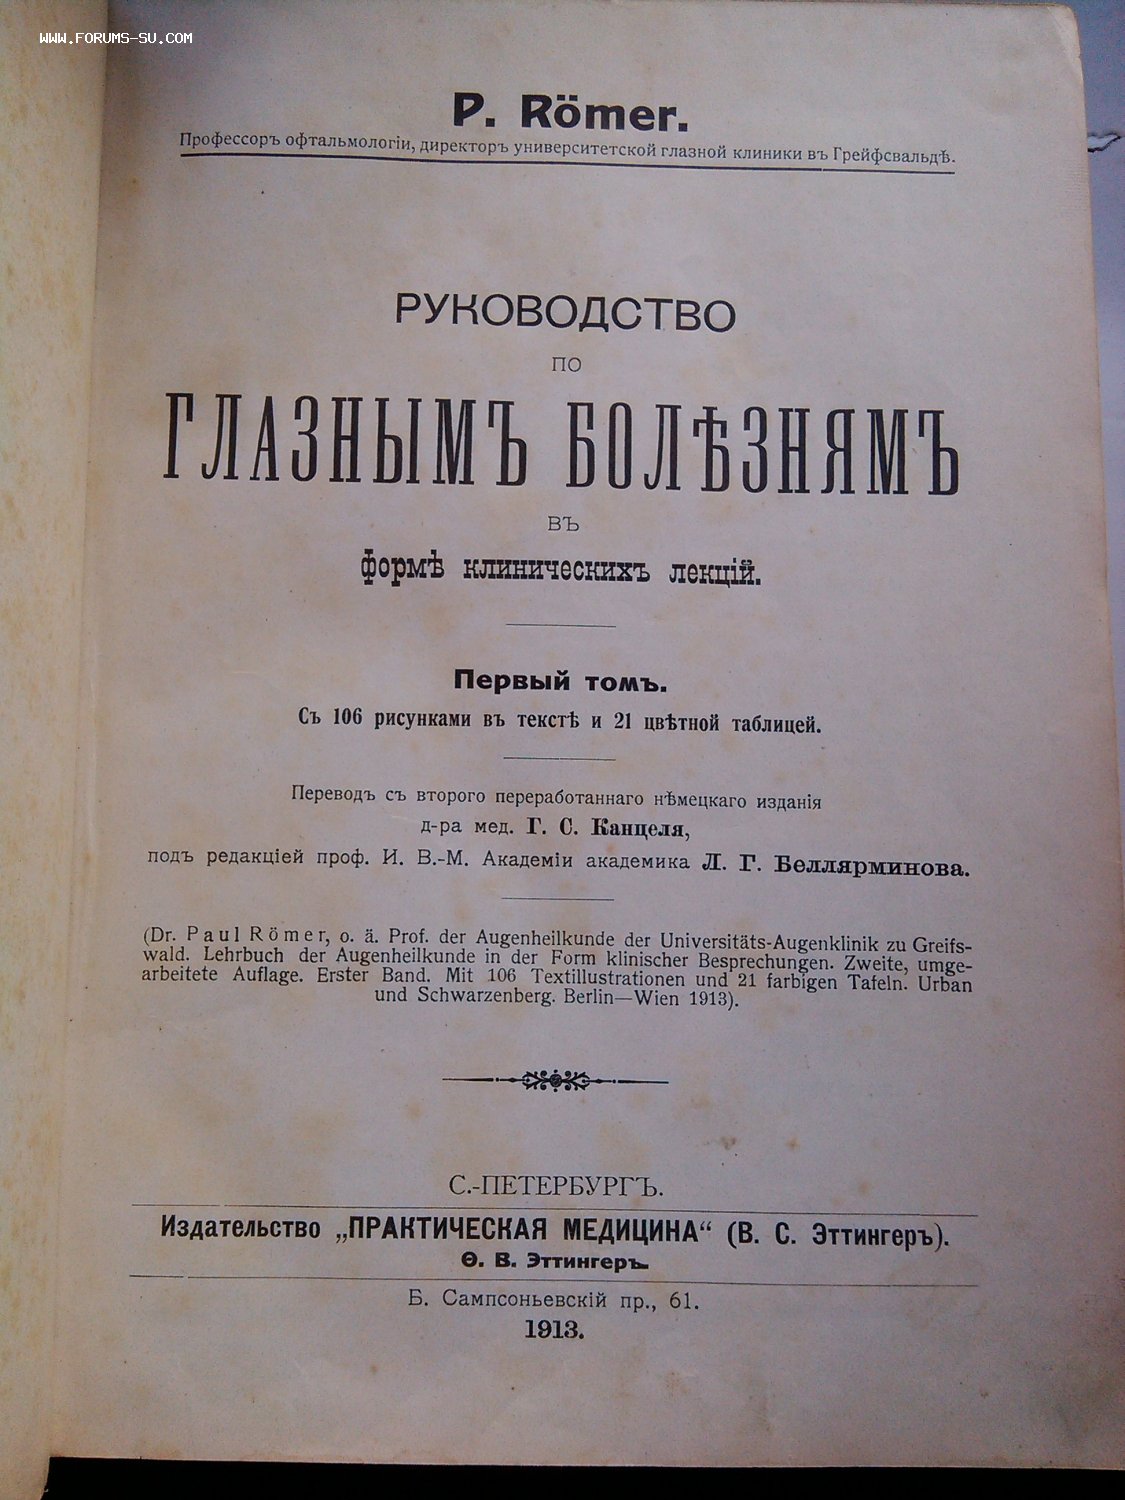 WWW.FORUMS-SU.COM
P. Römer.
Профессоръ офтальмологіи, директоръ университетской глазной клиники въ Грейфсвальдѣ.
РУКОВОДСТВО
ПО
ГЛАЗНЫМЪ БОЛѢЗНЯМЪ
ВЪ
формѣ клиническихъ лекцій.
Первый томъ.
Съ 106 рисунками въ текстѣ и 21 цвѣтной таблицей.
Переводъ съ второго переработаннаго нѣмецкаго изданія
д-ра мед. Г. С. Канцеля,
подъ редакціей проф. И. В.-М. Академіи академика Л. Г. Беллярминова.
(Dr. Paul Römer, o. ä. Prof. der Augenheilkunde der Universitäts-Augenklinik zu Greifs-
wald. Lehrbuch der Augenheilkunde in der Form klinischer Besprechungen. Zweite, umge-
arbeitete Auflage. Erster Band. Mit 106 Textillustrationen und 21 farbigen Tafeln. Urban
und Schwarzenberg. Berlin—Wien 1913).
С.-ПЕТЕРБУРГЪ.
Издательство „ПРАКТИЧЕСКАЯ МЕДИЦИНА“ (В. С. Эттингеръ).
Ѳ. В. Эттингеръ.
Б. Сампсоньевскій пр., 61.
1913.